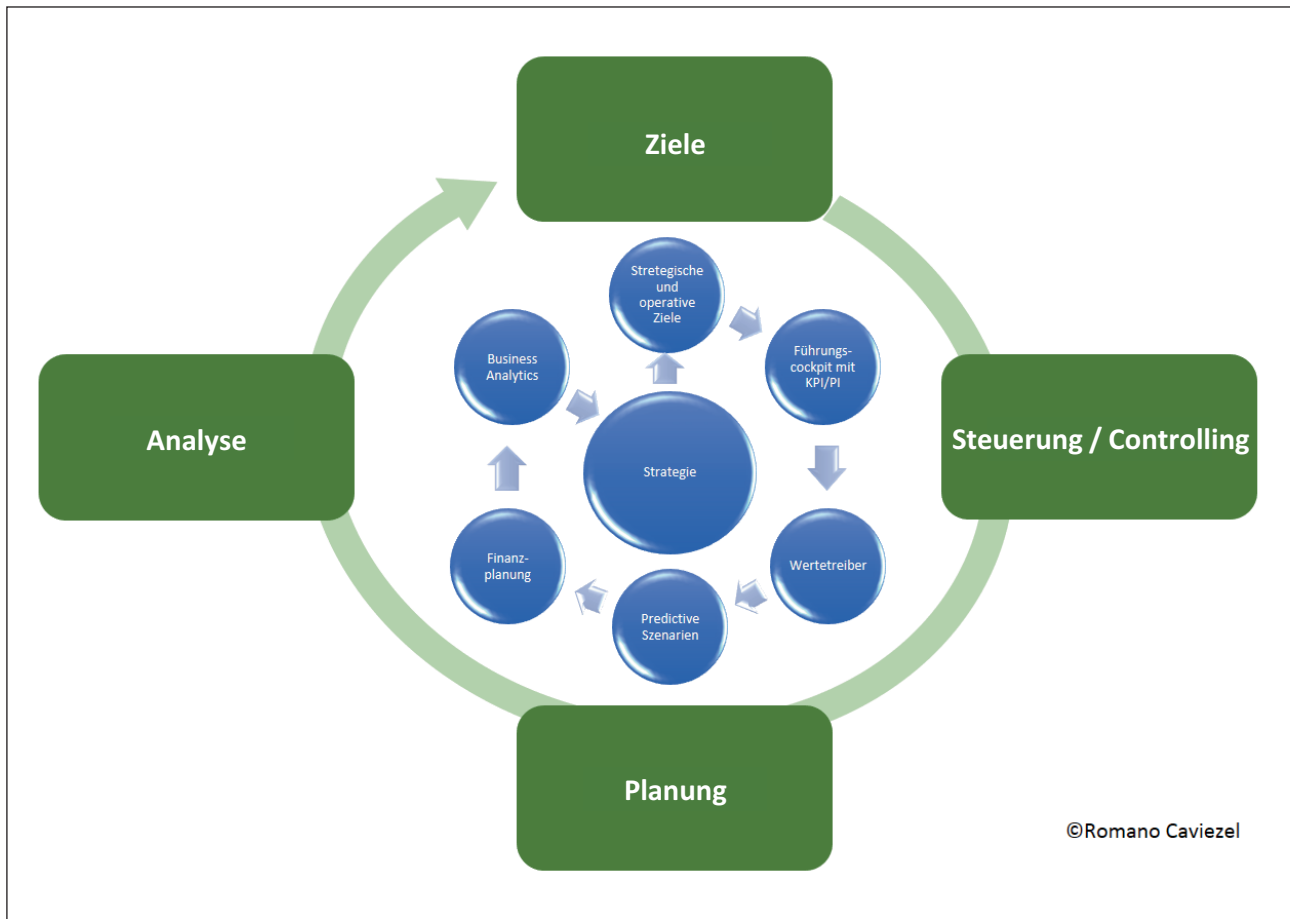 Ziele
Stretegische
und
operative
Ziele
Business
Analytics
Führungs-
cockpit mit
KPI/PI
Analyse
Steuerung / Controlling
Strategie
Finanz-
planung
Wertetreiber
Predictive
Szenarien
Planung
©Romano Caviezel